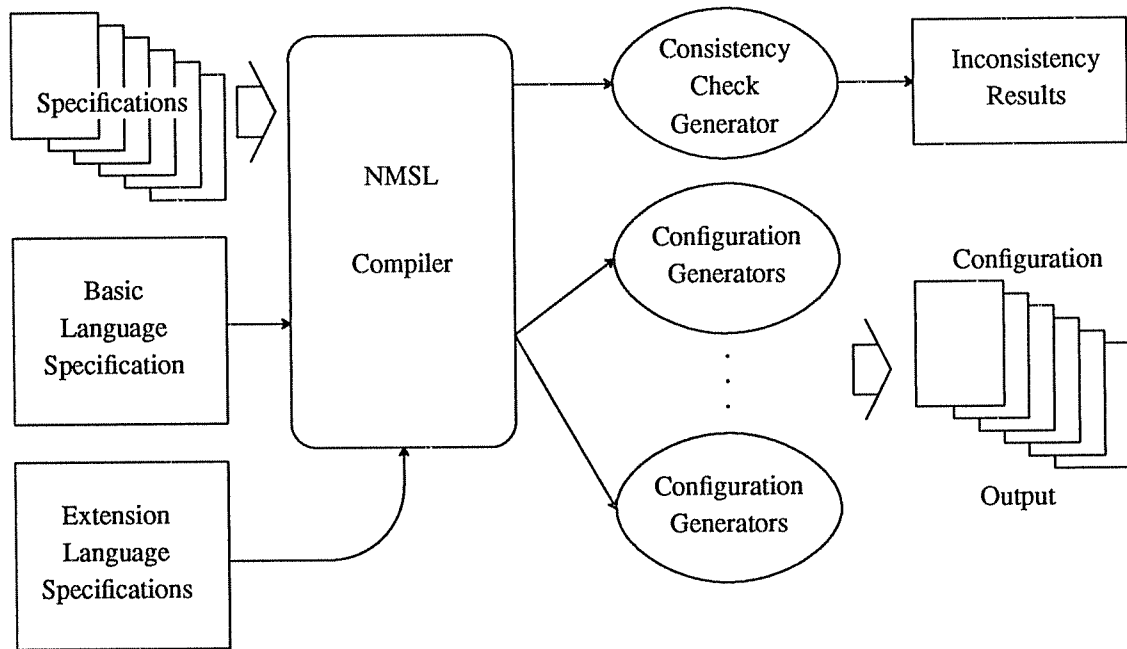 Specifications
Basic
Language
Specification
Extension
Language
Specifications
NMSL
Compiler
Consistency
Check
Generator
Inconsistency
Results
Configuration
Generators
Configuration
Generators
Configuration
Output